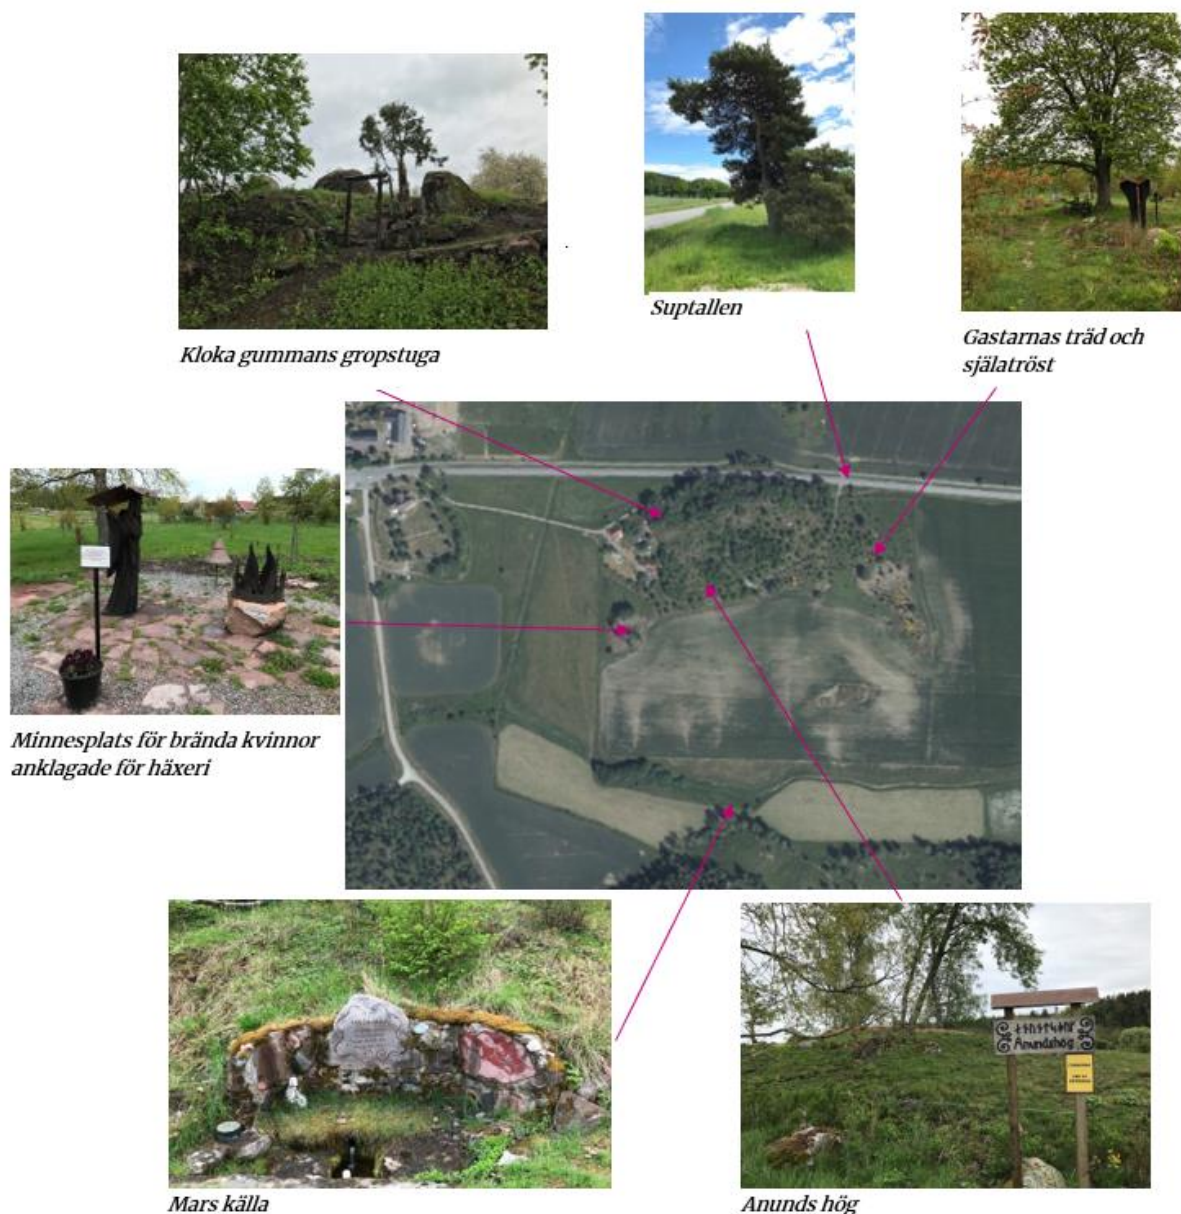 Suptallen
Kloka gummans gropstuga
Gastarnas träd och
själatröst
Minnesplats för brända kvinnor
anklagade för häxeri
Anundshög
Mars källa
Anunds hög